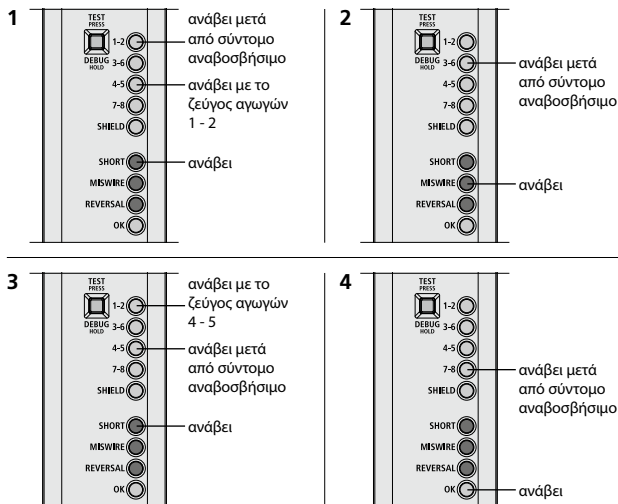 1
TEST
PRESS
1-2
DEBUG 3-6
HOLD
4-5
7-8
SHIELD
SHORT
MISWIRE
REVERSAL
OK
ανάβει μετά
από σύντομο
αναβοσβήσιμο
ανάβει με το
ζεύγος αγωγών
1 - 2
ανάβει
2
TEST
PRESS
1-2
DEBUG 3-6
HOLD
4-5
7-8
SHIELD
SHORT
MISWIRE
REVERSAL
OK
ανάβει μετά
από σύντομο
αναβοσβήσιμο
ανάβει
3
TEST
PRESS
1-2
DEBUG 3-6
HOLD
4-5
7-8
SHIELD
SHORT
MISWIRE
REVERSAL
OK
ανάβει με το
ζεύγος αγωγών
4 - 5
ανάβει μετά
από σύντομο
αναβοσβήσιμο
ανάβει
4
TEST
PRESS
1-2
DEBUG 3-6
HOLD
4-5
7-8
SHIELD
SHORT
MISWIRE
REVERSAL
OK
ανάβει μετά
από σύντομο
αναβοσβήσιμο
ανάβει